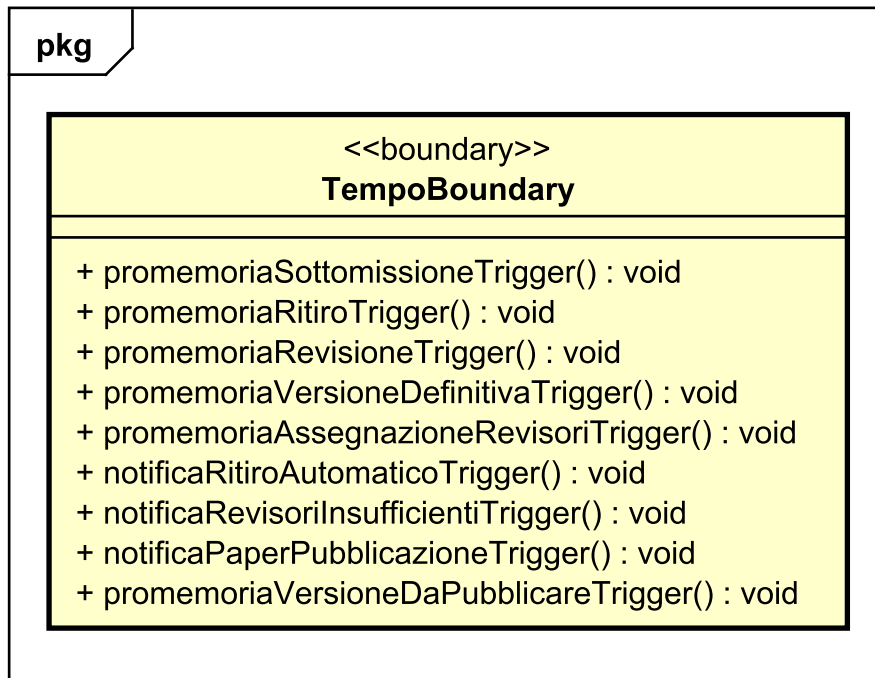 pkg
<<boundary>>
TempoBoundary
+ promemoriaSottomissioneTrigger() : void
+ promemoriaRitiroTrigger() : void
+ promemoriaRevisioneTrigger() : void
+ promemoriaVersioneDefinitivaTrigger() : void
+ promemoriaAssegnazioneRevisoriTrigger() : void
+ notificaRitiroAutomaticoTrigger() : void
+ notificaRevisoriInsufficientiTrigger() : void
+ notificaPaperPubblicazioneTrigger() : void
+ promemoriaVersioneDaPubblicareTrigger() : void